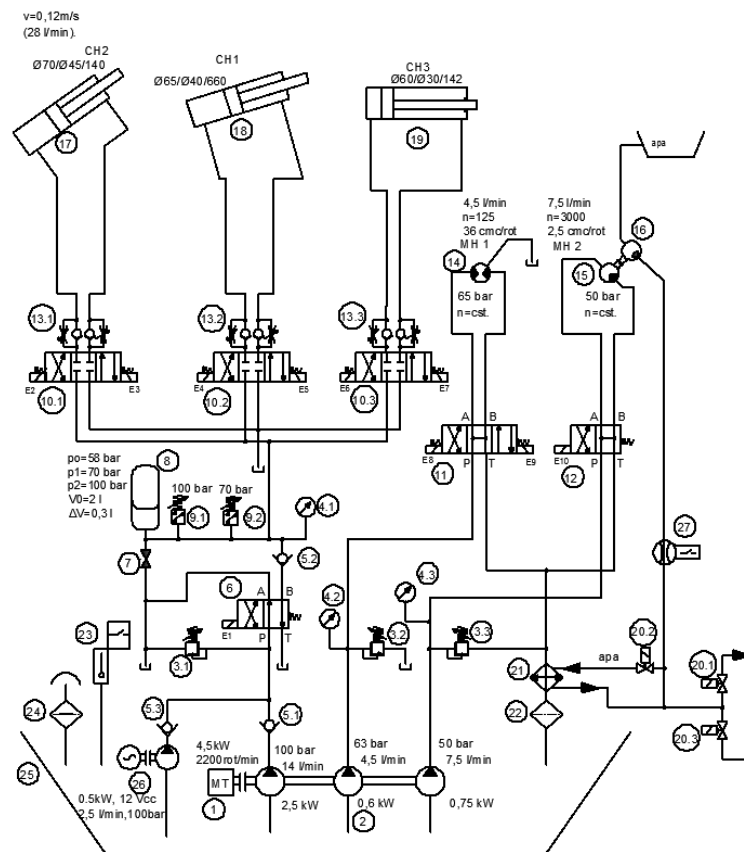 v=0,12m/s
(28 l/min).
CH2
Ø70/Ø45/140
CH1
Ø65/Ø40/660
CH3
Ø60/Ø30/142
17
18
19
apa
4,5 l/min
n=125
36 cmc/rot
MH 1
7,5 l/min
n=3000
2,5 cmc/rot
MH 2
16
14
15
65 bar
n=cst.
50 bar
n=cst.
13.1
13.2
13.3
E2
E3
E4
E5
E6
E7
10.1
10.2
10.3
A
B
A
B
E8
P
T
E9
E10
P
T
11
12
po=58 bar
p1=70 bar
p2=100 bar
V0=2 l
ΔV=0,3 l
8
100 bar
70 bar
9.1
9.2
4.1
27
7
5.2
6
A
B
E1
P
T
4.2
4.3
23
3.1
3.2
3.3
20.2
24
21
apa
20.1
22
5.3
5.1
20.3
25
26
4,5kW
2200rot/min
100 bar
14 l/min
63 bar
4,5 l/min
50 bar
7,5 l/min
MT
1
2
0.5kW, 12 Vcc
2,5 l/min,100bar
2,5 kW
0,6 kW
0,75 kW